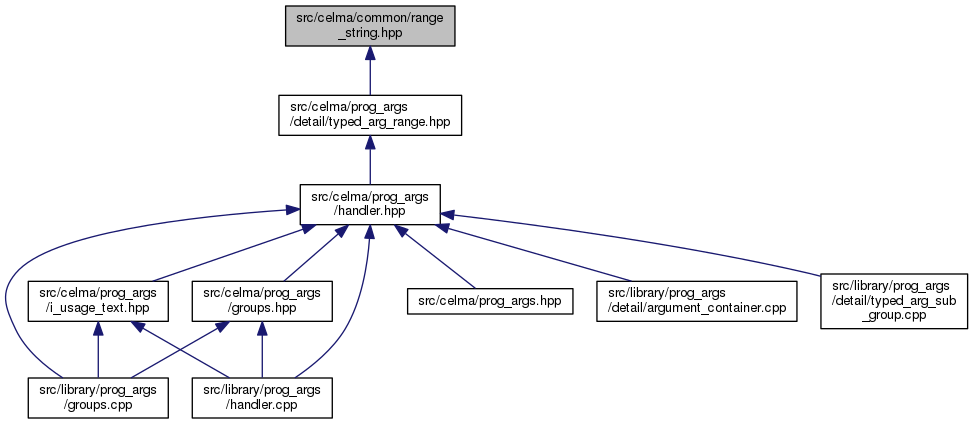 src/celma/common/range
_string.hpp
src/celma/prog_args
/detail/typed_arg_range.hpp
src/celma/prog_args
/handler.hpp
src/celma/prog_args
/i_usage_text.hpp
src/celma/prog_args
/groups.hpp
src/celma/prog_args.hpp
src/library/prog_args
/detail/argument_container.cpp
src/library/prog_args
/detail/typed_arg_sub
_group.cpp
src/library/prog_args
/groups.cpp
src/library/prog_args
/handler.cpp